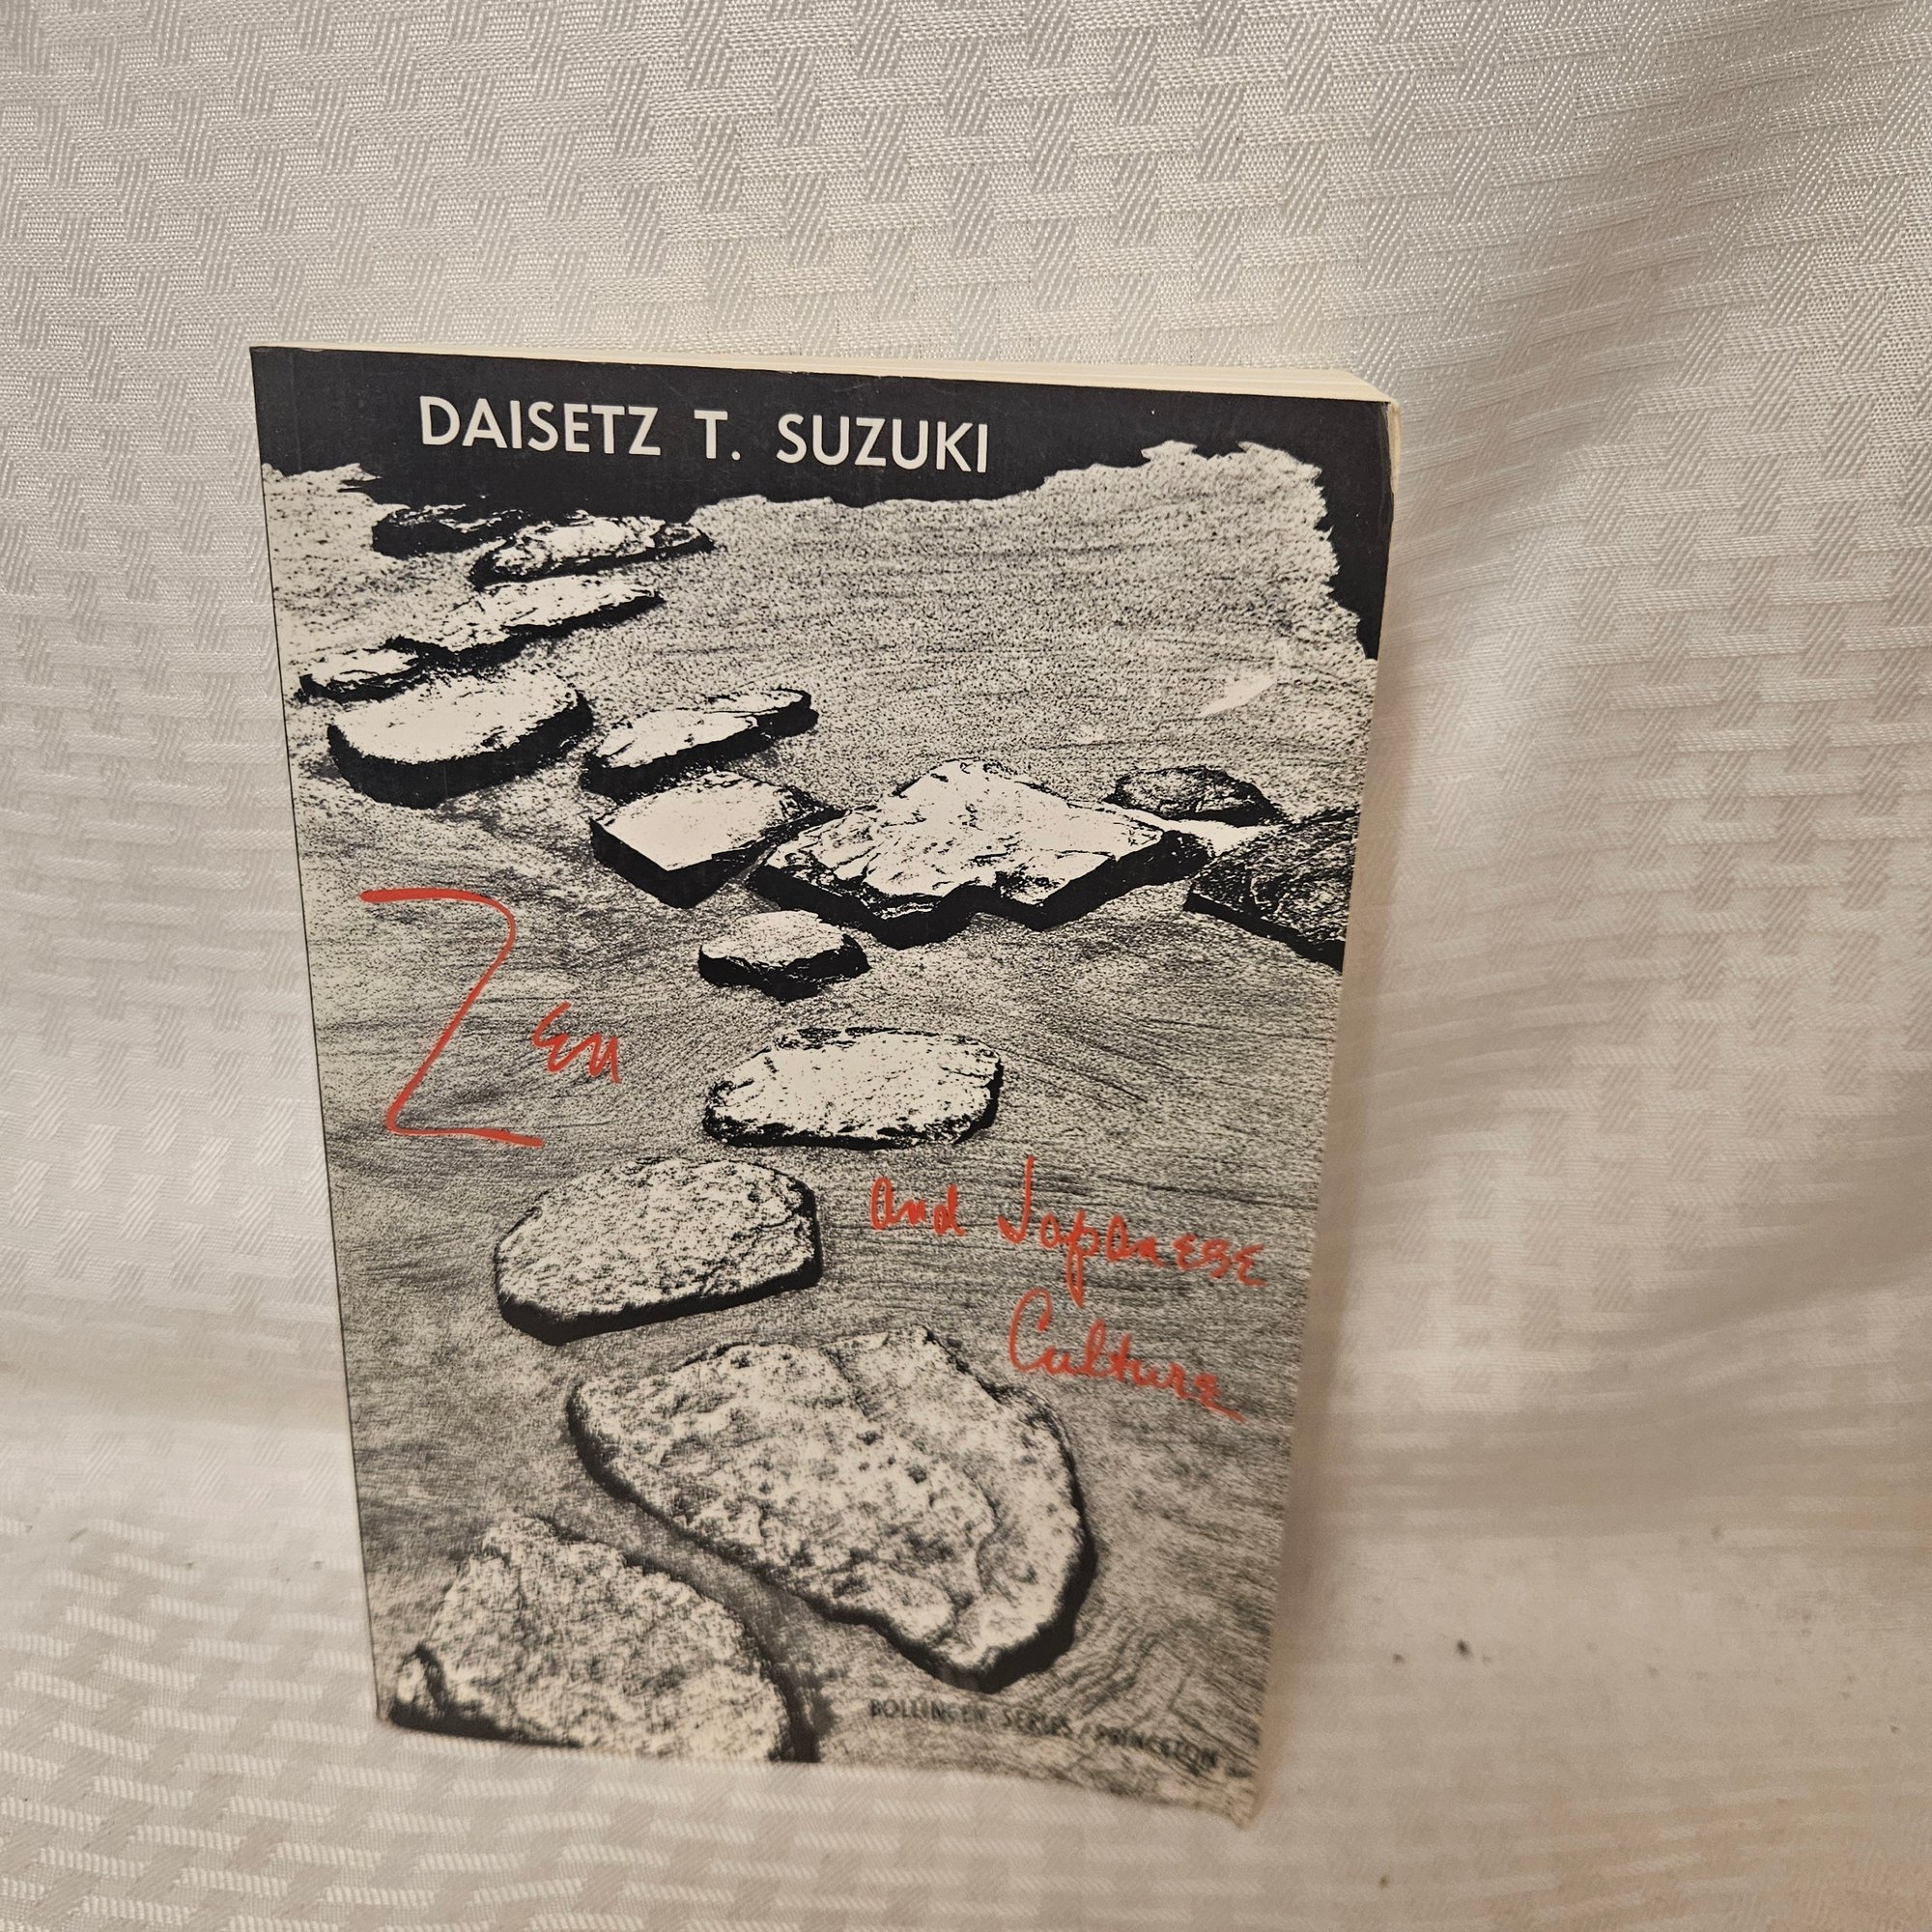 DAISETZ T. SUZUKI
Zen
and Japanese
Culture
BOLLINGEN SERIES / PRINCETON